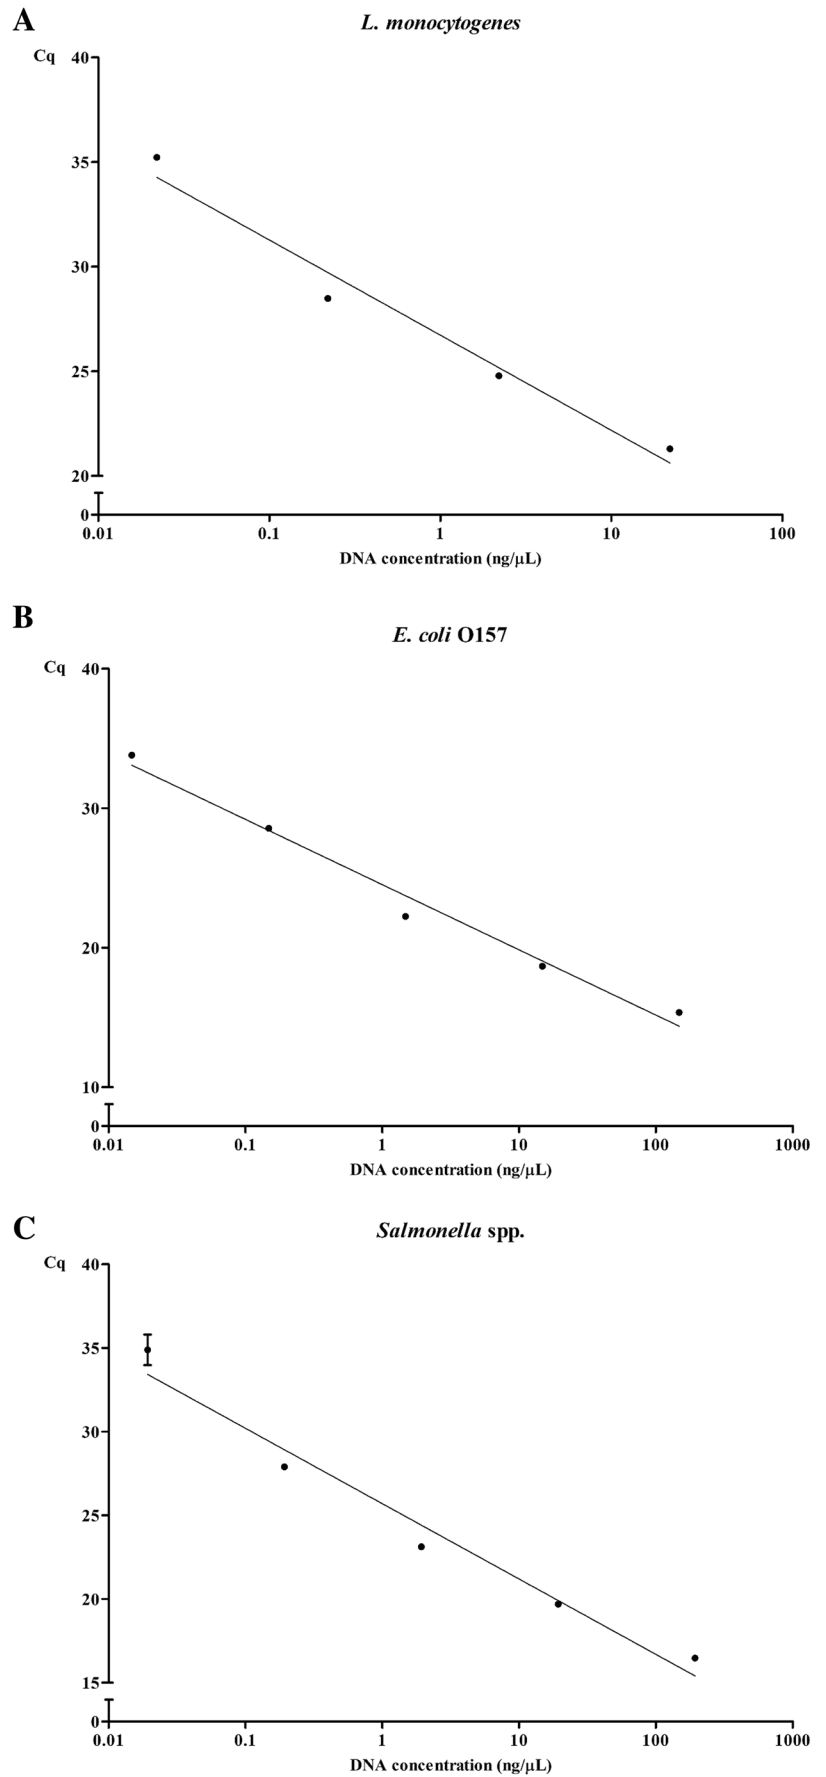 A
L. monocytogenes
Cq
40
35
30
25
20
0
0.01 0.1 1 10 100
DNA concentration (ng/μL)
B
E. coli O157
Cq
40
30
20
10
0
0.01 0.1 1 10 100 1000
DNA concentration (ng/μL)
C
Salmonella spp.
Cq
40
35
30
25
20
15
0
0.01 0.1 1 10 100 1000
DNA concentration (ng/μL)